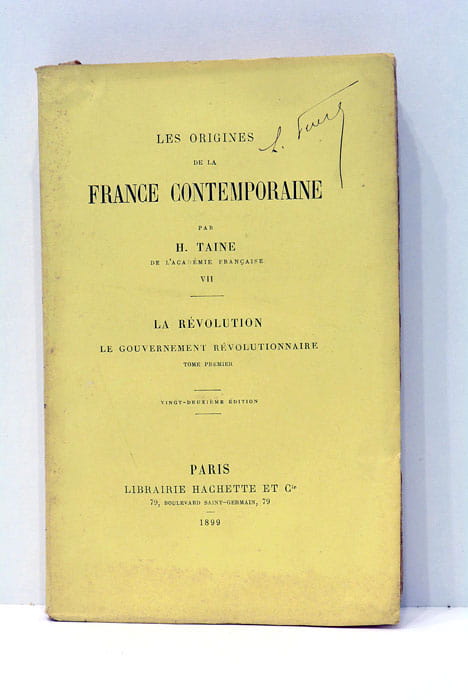 LES ORIGINES
DE LA
FRANCE CONTEMPORAINE
PAR
H. TAINE
DE L'ACADÉMIE FRANÇAISE
VII
LA RÉVOLUTION
LE GOUVERNEMENT RÉVOLUTIONNAIRE
TOME PREMIER
VINGT-DEUXIÈME ÉDITION
PARIS
LIBRAIRIE HACHETTE ET Cie
79, BOULEVARD SAINT-GERMAIN, 79
1899